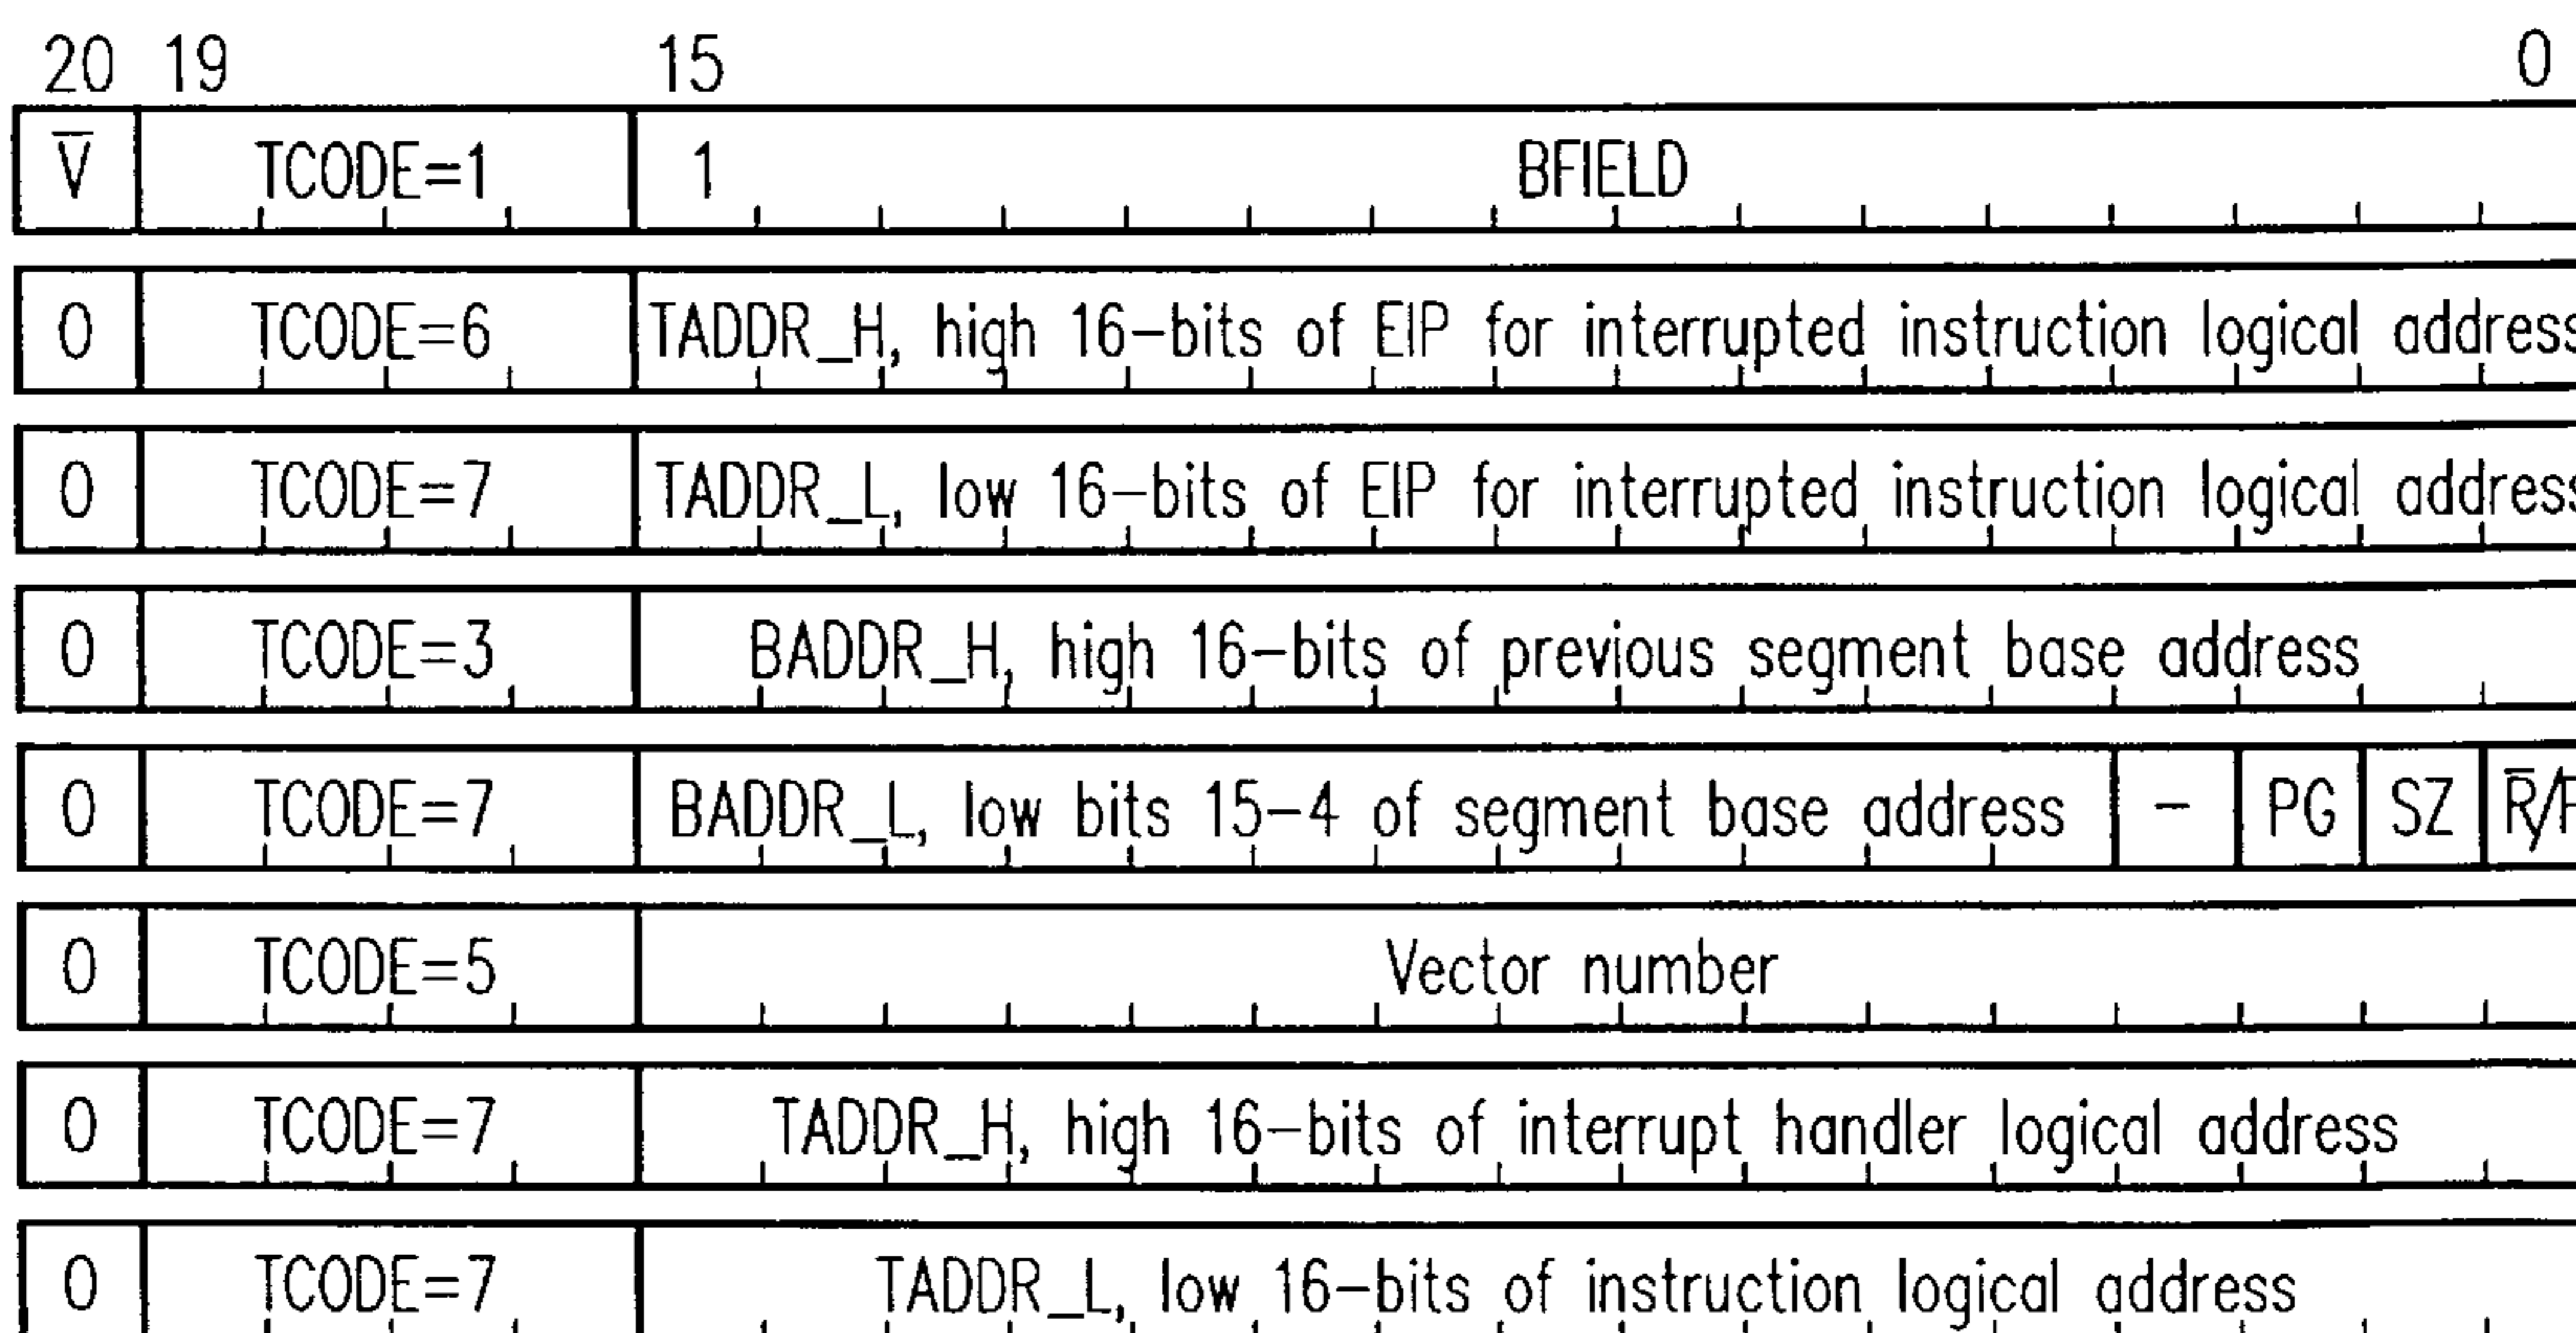 20 19 15 0
V̅ TCODE=1 1 BFIELD
0 TCODE=6 TADDR_H, high 16-bits of EIP for interrupted instruction logical address
0 TCODE=7 TADDR_L, low 16-bits of EIP for interrupted instruction logical address
0 TCODE=3 BADDR_H, high 16-bits of previous segment base address
0 TCODE=7 BADDR_L, low bits 15-4 of segment base address - PG SZ R̅/
0 TCODE=5 Vector number
0 TCODE=7 TADDR_H, high 16-bits of interrupt handler logical address
0 TCODE=7 TADDR_L, low 16-bits of instruction logical address